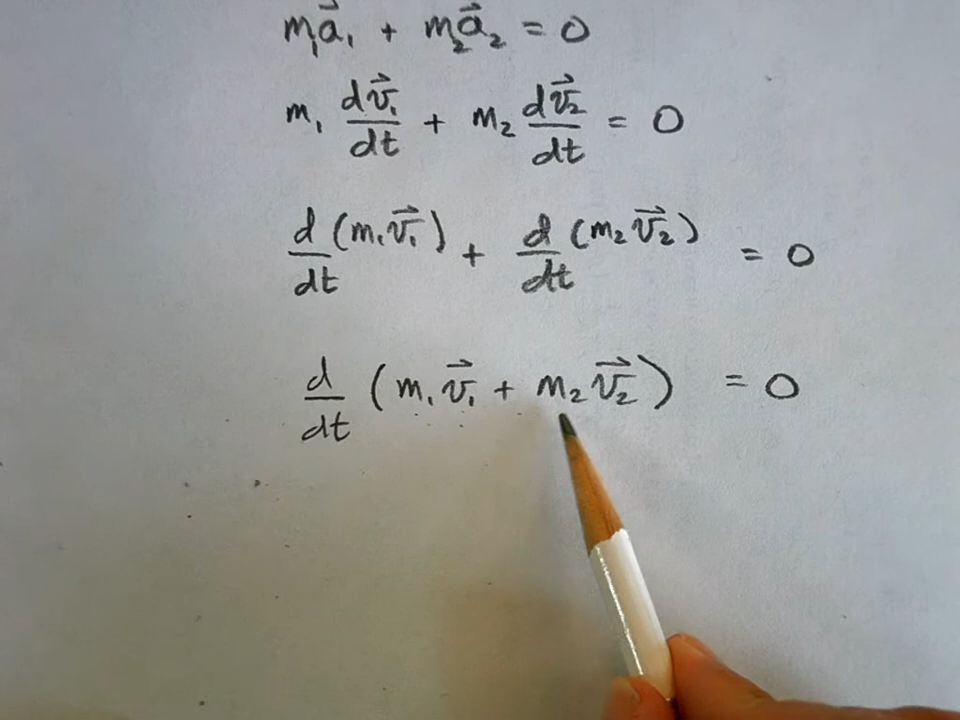 m₁a⃗₁ + m₂a⃗₂ = 0
m₁ dv⃗₁/dt + m₂ dv⃗₂/dt = 0
d/dt (m₁v⃗₁) + d/dt (m₂v⃗₂) = 0
d/dt (m₁v⃗₁ + m₂v⃗₂) = 0